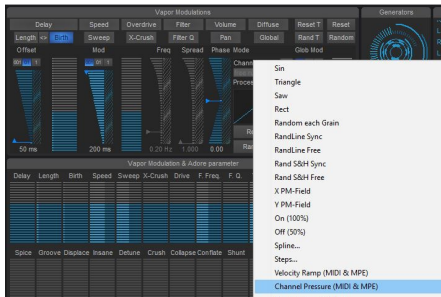 Vapor Modulations
Generators
Delay Speed Overdrive Filter Volume Diffuse Reset T Reset
Length <> Birth Sweep X-Crush Filter Q Pan Global Rand T Random
Offset Mod Freq Spread Phase Mode Glob Mod
50 ms 200 ms 0.20 Hz 1.000 0.00
Vapor Modulation & Adore parameter
Delay Length Birth Speed Sweep X-Crush Drive F. Freq. F. Q.
Spice Groove Displace Insane Detune Crush Collapse Conflate Shunt
Sin
Triangle
Saw
Rect
Random each Grain
RandLine Sync
RandLine Free
Rand S&H Sync
Rand S&H Free
X PM-Field
Y PM-Field
On (100%)
Off (50%)
Spline...
Steps...
Velocity Ramp (MIDI & MPE)
Channel Pressure (MIDI & MPE)